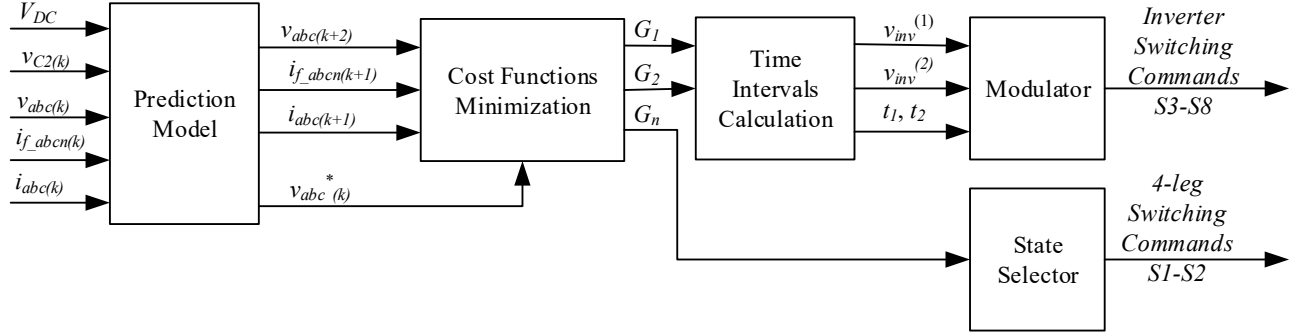 V_DC
v_C2(k)
v_abc(k)
i_f_abcn(k)
i_abc(k)
Prediction
Model
v_abc(k+2)
i_f_abcn(k+1)
i_abc(k+1)
v_abc*(k)
Cost Functions
Minimization
G_1
G_2
G_n
Time
Intervals
Calculation
v_inv^(1)
v_inv^(2)
t_1, t_2
Modulator
Inverter
Switching
Commands
S3-S8
State
Selector
4-leg
Switching
Commands
S1-S2